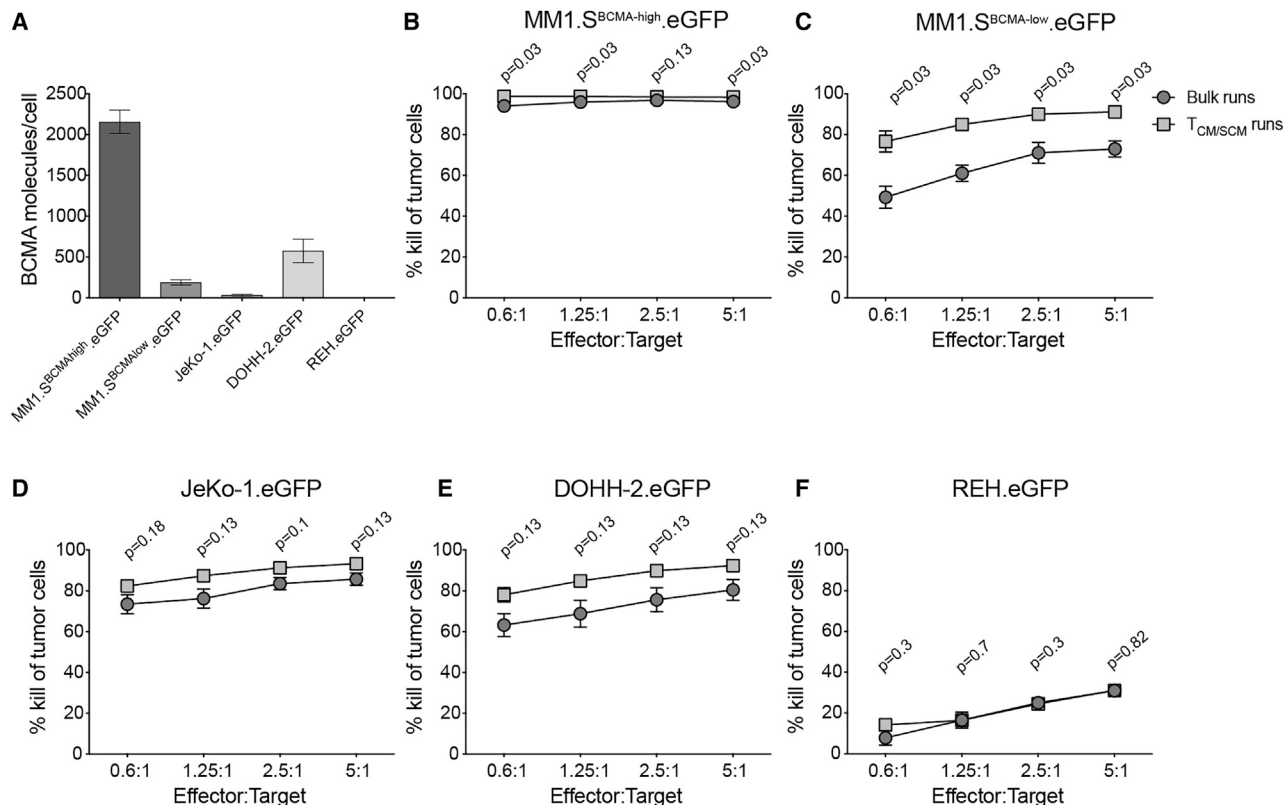 A
BCMA molecules/cell
2500
2000
1500
1000
500
0
MM1.S^BCMAhigh.eGFP
MM1.S^BCMAlow.eGFP
JeKo-1.eGFP
DOHH-2.eGFP
REH.eGFP
B
MM1.S^BCMA-high.eGFP
p=0.03
p=0.03
p=0.13
p=0.03
% kill of tumor cells
100
80
60
40
20
0
0.6:1 1.25:1 2.5:1 5:1
Effector:Target
C
MM1.S^BCMA-low.eGFP
p=0.03
p=0.03
p=0.03
p=0.03
% kill of tumor cells
100
80
60
40
20
0
0.6:1 1.25:1 2.5:1 5:1
Effector:Target
Bulk runs
T_CM/SCM runs
D
JeKo-1.eGFP
p=0.18
p=0.13
p=0.1
p=0.13
% kill of tumor cells
100
80
60
40
20
0
0.6:1 1.25:1 2.5:1 5:1
Effector:Target
E
DOHH-2.eGFP
p=0.13
p=0.13
p=0.13
p=0.13
% kill of tumor cells
100
80
60
40
20
0
0.6:1 1.25:1 2.5:1 5:1
Effector:Target
F
REH.eGFP
p=0.3
p=0.7
p=0.3
p=0.82
% kill of tumor cells
100
80
60
40
20
0
0.6:1 1.25:1 2.5:1 5:1
Effector:Target